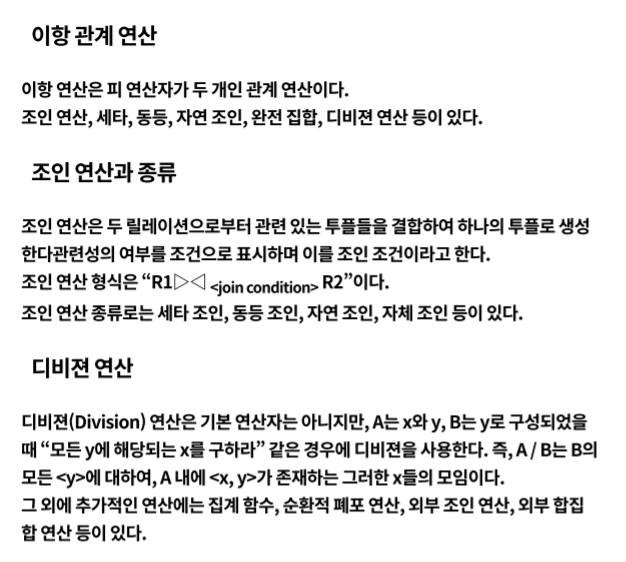 이항 관계 연산
이항 연산은 피 연산자가 두 개인 관계 연산이다.
조인 연산, 세타, 동등, 자연 조인, 완전 집합, 디비젼 연산 등이 있다.
조인 연산과 종류
조인 연산은 두 릴레이션으로부터 관련 있는 투플들을 결합하여 하나의 투플로 생성
한다관련성의 여부를 조건으로 표시하며 이를 조인 조건이라고 한다.
조인 연산 형식은 “R1▷◁ <join condition> R2”이다.
조인 연산 종류로는 세타 조인, 동등 조인, 자연 조인, 자체 조인 등이 있다.
디비젼 연산
디비젼(Division) 연산은 기본 연산자는 아니지만, A는 x와 y, B는 y로 구성되었을
때 “모든 y에 해당되는 x를 구하라” 같은 경우에 디비젼을 사용한다. 즉, A / B는 B의
모든 <y>에 대하여, A 내에 <x, y>가 존재하는 그러한 x들의 모임이다.
그 외에 추가적인 연산에는 집계 함수, 순환적 폐포 연산, 외부 조인 연산, 외부 합집
합 연산 등이 있다.